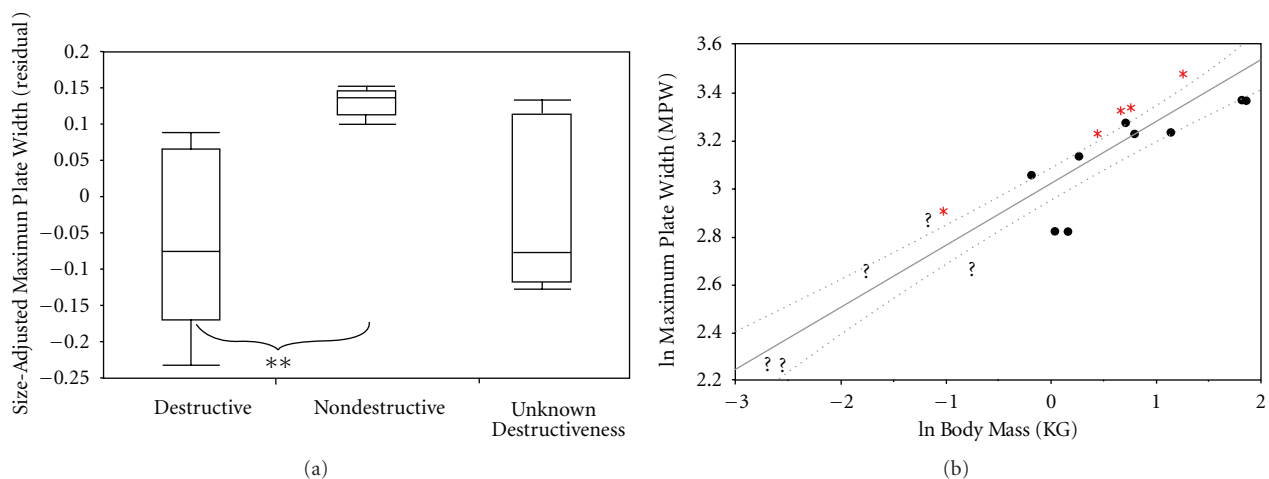 Size-Adjusted Maximun Plate Width (residual)
0.2
0.15
0.1
0.05
0
−0.05
−0.1
−0.15
−0.2
−0.25
**
Destructive
Nondestructive
Unknown
Destructiveness
(a)
ln Maximum Plate Width (MPW)
3.6
3.4
3.2
3
2.8
2.6
2.4
2.2
?
?
?
? ?
−3 −2 −1 0 1 2
ln Body Mass (KG)
(b)